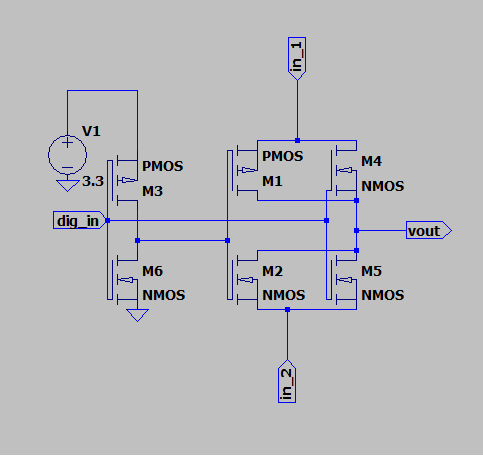 in_1
V1
PMOS
PMOS
M4
3.3
M3
M1
NMOS
dig_in
vout
M6
M2
M5
NMOS
NMOS
NMOS
in_2